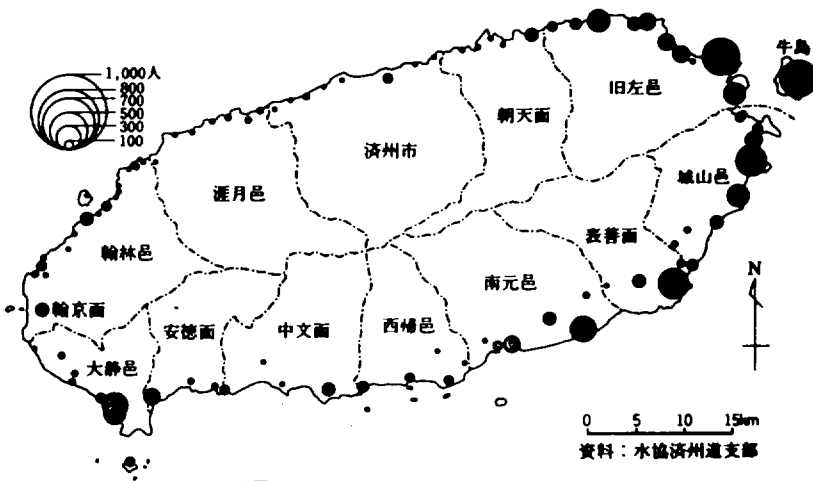 1,000人
800
700
500
300
100
牛島
旧左邑
朝天面
済州市
城山邑
涯月邑
表善面
翰林邑
南元邑
N
翰京面
安徳面
中文面
西帰邑
大静邑
0 5 10 15km
資料：水協済州道支部